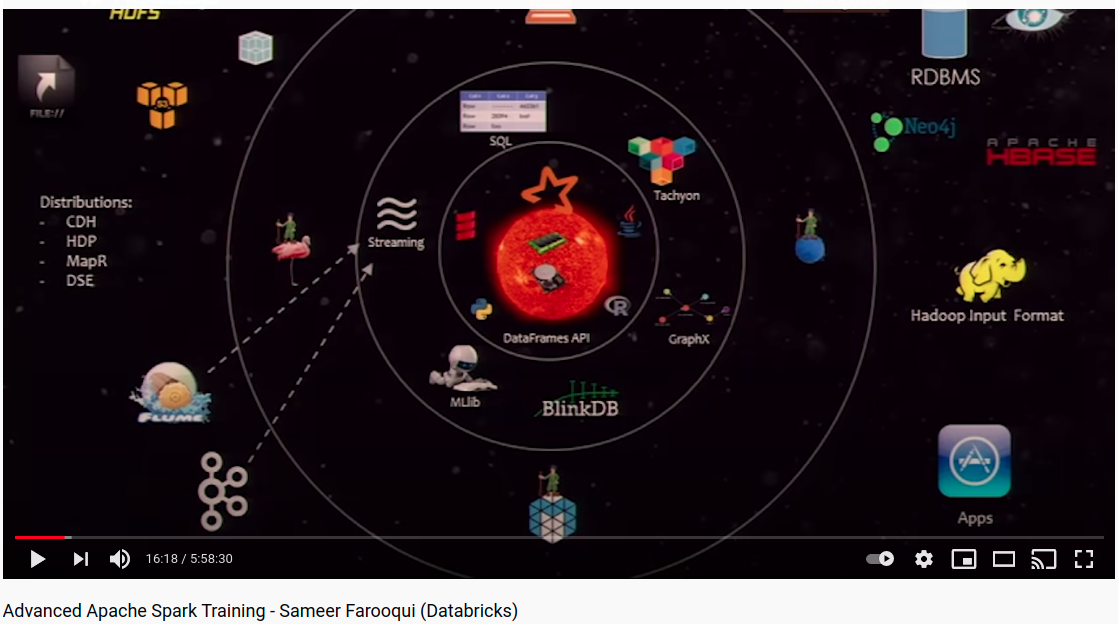 HDFS
RDBMS
FILE://
S3
Neo4j
APACHE
HBASE
SQL
Tachyon
Distributions:
- CDH
- HDP
- MapR
- DSE
Streaming
R
Hadoop Input Format
DataFrames API
GraphX
FLUME
MLlib
BlinkDB
Apps
16:18 / 5:58:30
Advanced Apache Spark Training - Sameer Farooqui (Databricks)